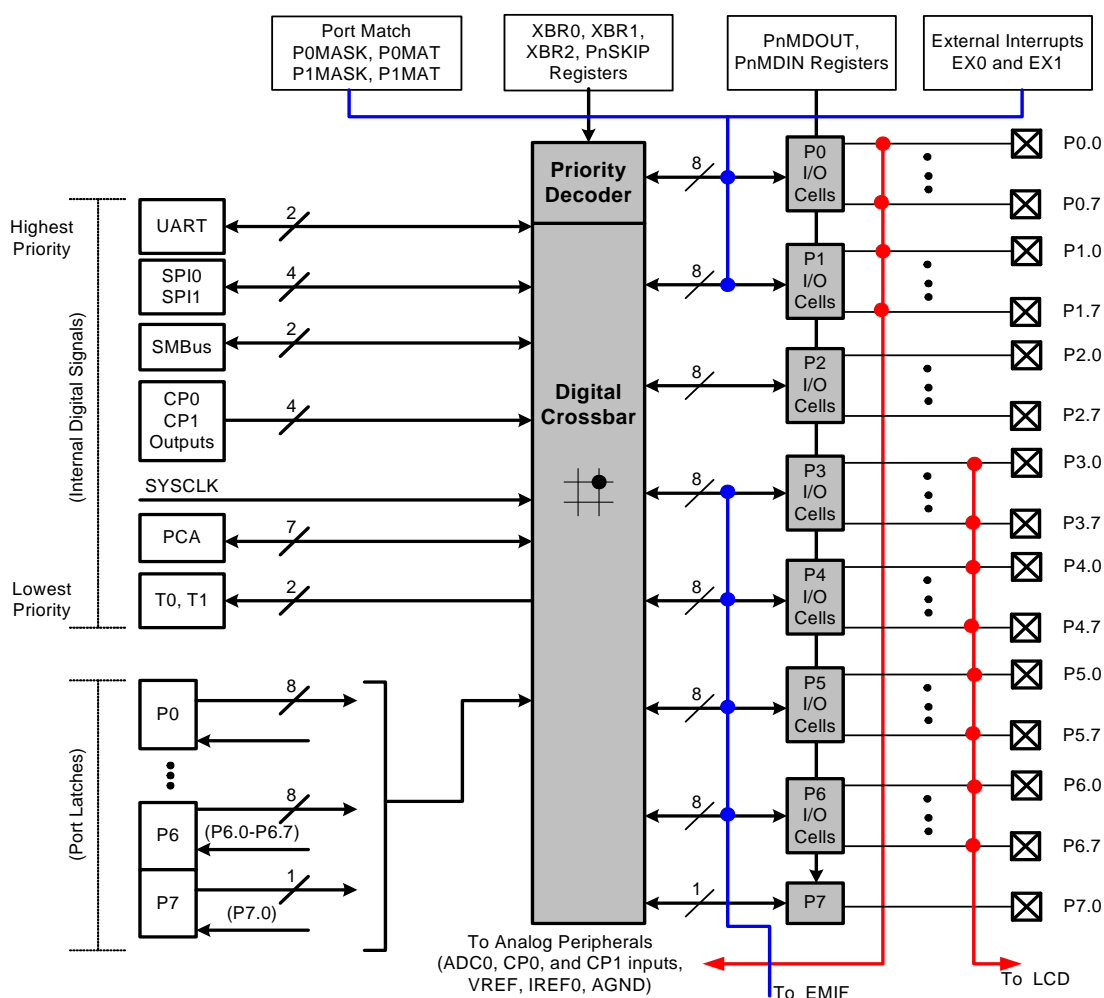 Port Match
P0MASK, P0MAT
P1MASK, P1MAT
XBR0, XBR1,
XBR2, PnSKIP
Registers
PnMDOUT,
PnMDIN Registers
External Interrupts
EX0 and EX1
Priority
Decoder
Digital
Crossbar
Highest
Priority
(Internal Digital Signals)
Lowest
Priority
UART
2
SPI0
SPI1
4
SMBus
2
CP0
CP1
Outputs
4
SYSCLK
PCA
7
T0, T1
2
(Port Latches)
P0
8
P6
8
(P6.0-P6.7)
P7
1
(P7.0)
8
P0
I/O
Cells
P0.0
P0.7
8
P1
I/O
Cells
P1.0
P1.7
8
P2
I/O
Cells
P2.0
P2.7
8
P3
I/O
Cells
P3.0
P3.7
8
P4
I/O
Cells
P4.0
P4.7
8
P5
I/O
Cells
P5.0
P5.7
8
P6
I/O
Cells
P6.0
P6.7
1
P7
P7.0
To Analog Peripherals
(ADC0, CP0, and CP1 inputs,
VREF, IREF0, AGND)
To EMIF
To LCD